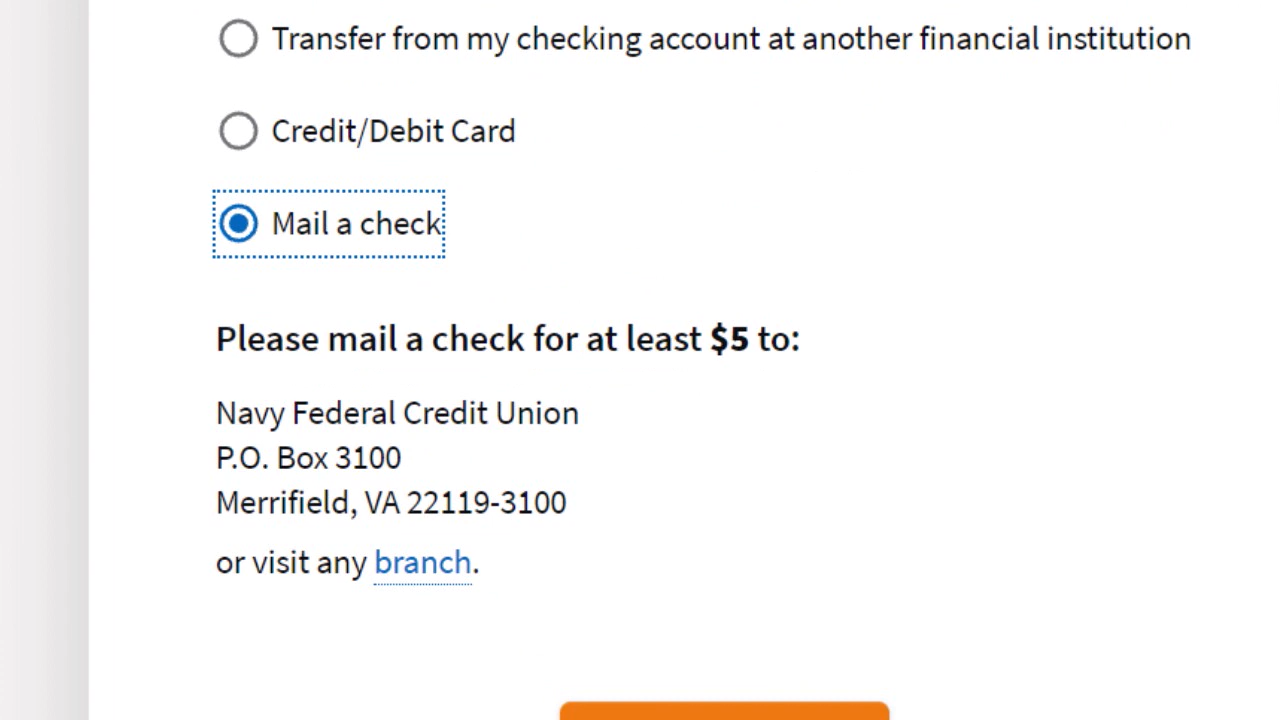 Transfer from my checking account at another financial institution
Credit/Debit Card
Mail a check
Please mail a check for at least $5 to:
Navy Federal Credit Union
P.O. Box 3100
Merrifield, VA 22119-3100
or visit any branch.